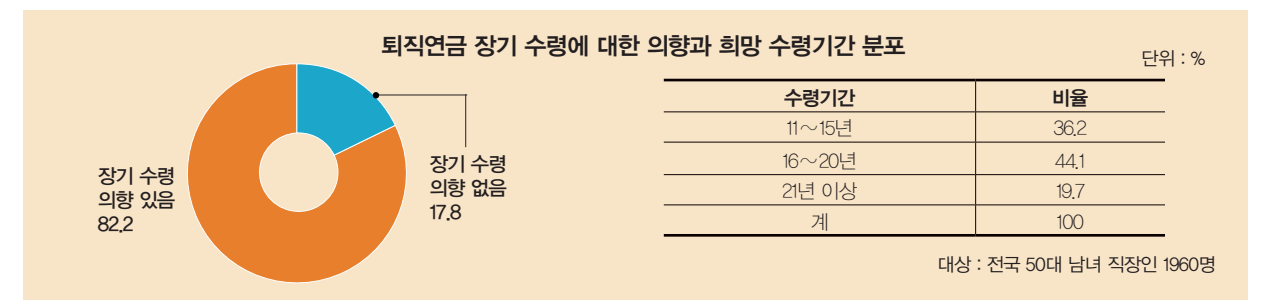 퇴직연금 장기 수령에 대한 의향과 희망 수령기간 분포
단위 : %
장기 수령
의향 있음
82.2
장기 수령
의향 없음
17.8
수령기간 비율
11~15년 36.2
16~20년 44.1
21년 이상 19.7
계 100
대상 : 전국 50대 남녀 직장인 1960명